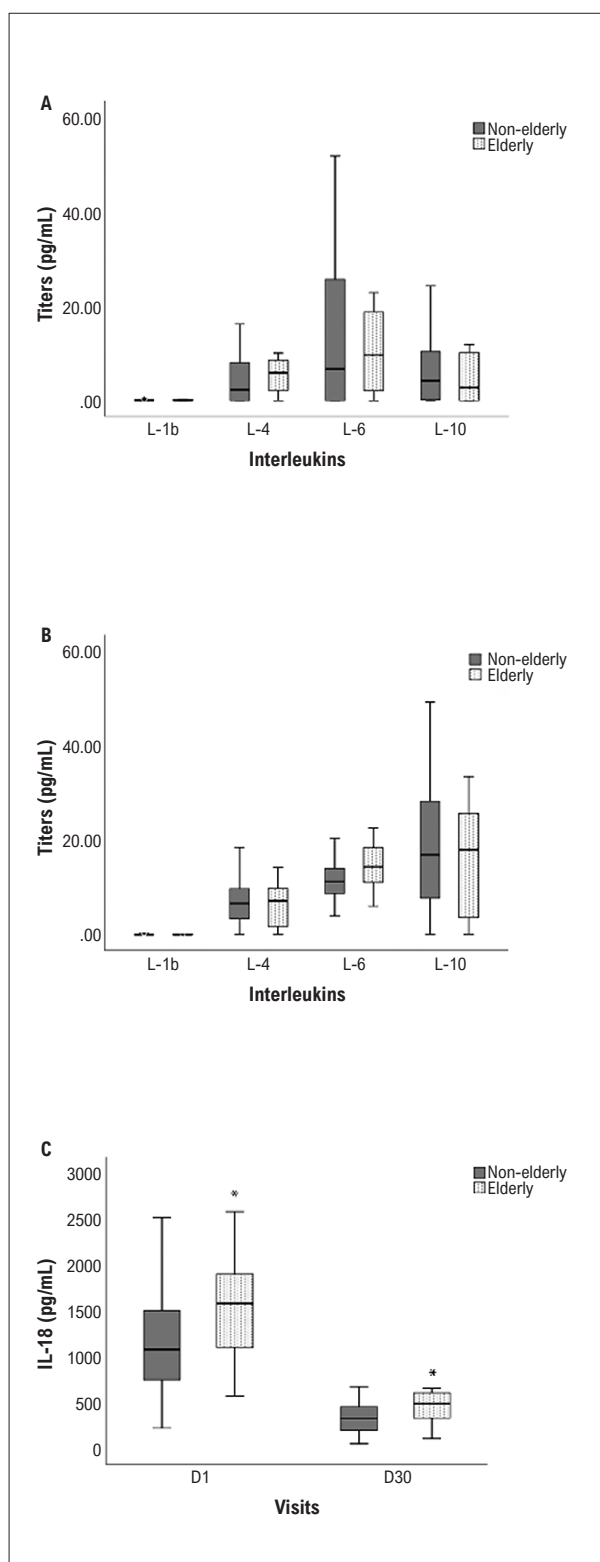 A
Titers (pg/mL)
60.00
40.00
20.00
.00
Non-elderly
Elderly
L-1b L-4 L-6 L-10
Interleukins
B
Titers (pg/mL)
60.00
40.00
20.00
.00
Non-elderly
Elderly
L-1b L-4 L-6 L-10
Interleukins
C
IL-18 (pg/mL)
3000
2500
2000
1500
1000
500
0
Non-elderly
Elderly
*
*
D1 D30
Visits